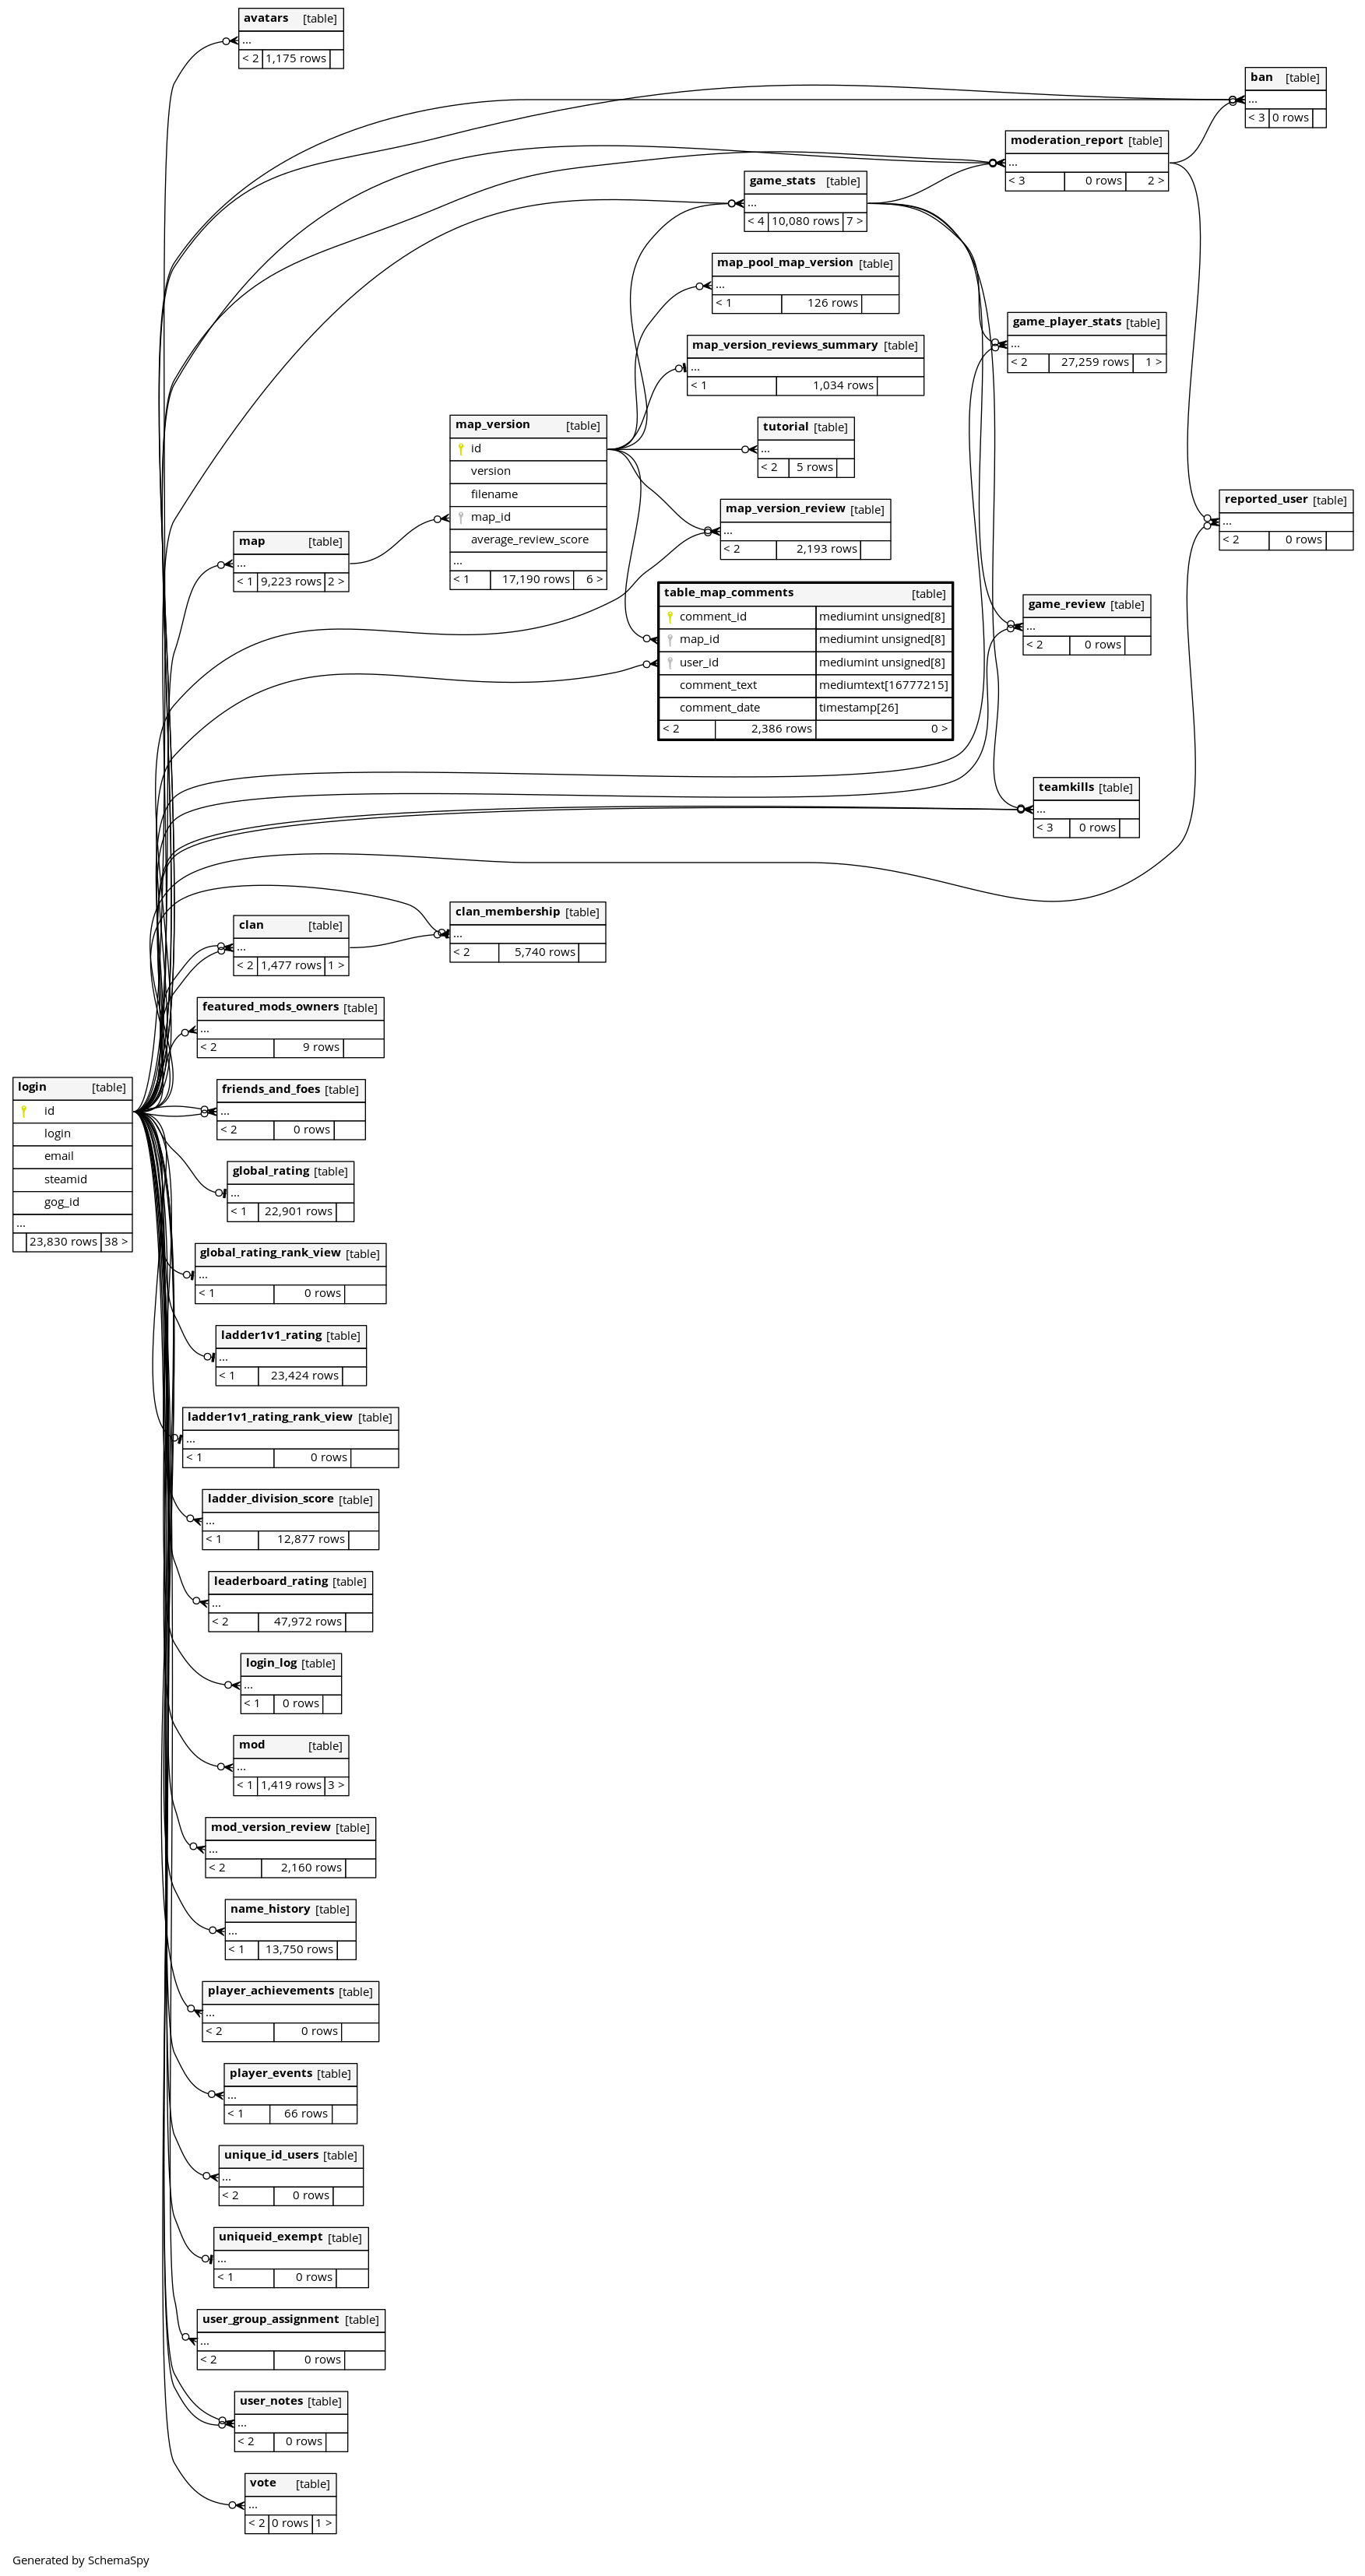 avatars [table]
...
< 2 1,175 rows
ban [table]
...
< 3 0 rows
moderation_report [table]
...
< 3 0 rows 2 >
game_stats [table]
...
< 4 10,080 rows 7 >
map_pool_map_version [table]
...
< 1 126 rows
game_player_stats [table]
...
< 2 27,259 rows 1 >
map_version_reviews_summary [table]
...
< 1 1,034 rows
map_version [table]
id
version
filename
map_id
average_review_score
...
< 1 17,190 rows 6 >
tutorial [table]
...
< 2 5 rows
map_version_review [table]
...
< 2 2,193 rows
reported_user [table]
...
< 2 0 rows
map [table]
...
< 1 9,223 rows 2 >
table_map_comments [table]
comment_id mediumint unsigned[8]
map_id mediumint unsigned[8]
user_id mediumint unsigned[8]
comment_text mediumtext[16777215]
comment_date timestamp[26]
< 2 2,386 rows 0 >
game_review [table]
...
< 2 0 rows
teamkills [table]
...
< 3 0 rows
clan [table]
...
< 2 1,477 rows 1 >
clan_membership [table]
...
< 2 5,740 rows
featured_mods_owners [table]
...
< 2 9 rows
login [table]
id
login
email
steamid
gog_id
...
23,830 rows 38 >
friends_and_foes [table]
...
< 2 0 rows
global_rating [table]
...
< 1 22,901 rows
global_rating_rank_view [table]
...
< 1 0 rows
ladder1v1_rating [table]
...
< 1 23,424 rows
ladder1v1_rating_rank_view [table]
...
< 1 0 rows
ladder_division_score [table]
...
< 1 12,877 rows
leaderboard_rating [table]
...
< 2 47,972 rows
login_log [table]
...
< 1 0 rows
mod [table]
...
< 1 1,419 rows 3 >
mod_version_review [table]
...
< 2 2,160 rows
name_history [table]
...
< 1 13,750 rows
player_achievements [table]
...
< 2 0 rows
player_events [table]
...
< 1 66 rows
unique_id_users [table]
...
< 2 0 rows
uniqueid_exempt [table]
...
< 1 0 rows
user_group_assignment [table]
...
< 2 0 rows
user_notes [table]
...
< 2 0 rows
vote [table]
...
< 2 0 rows 1 >
Generated by SchemaSpy